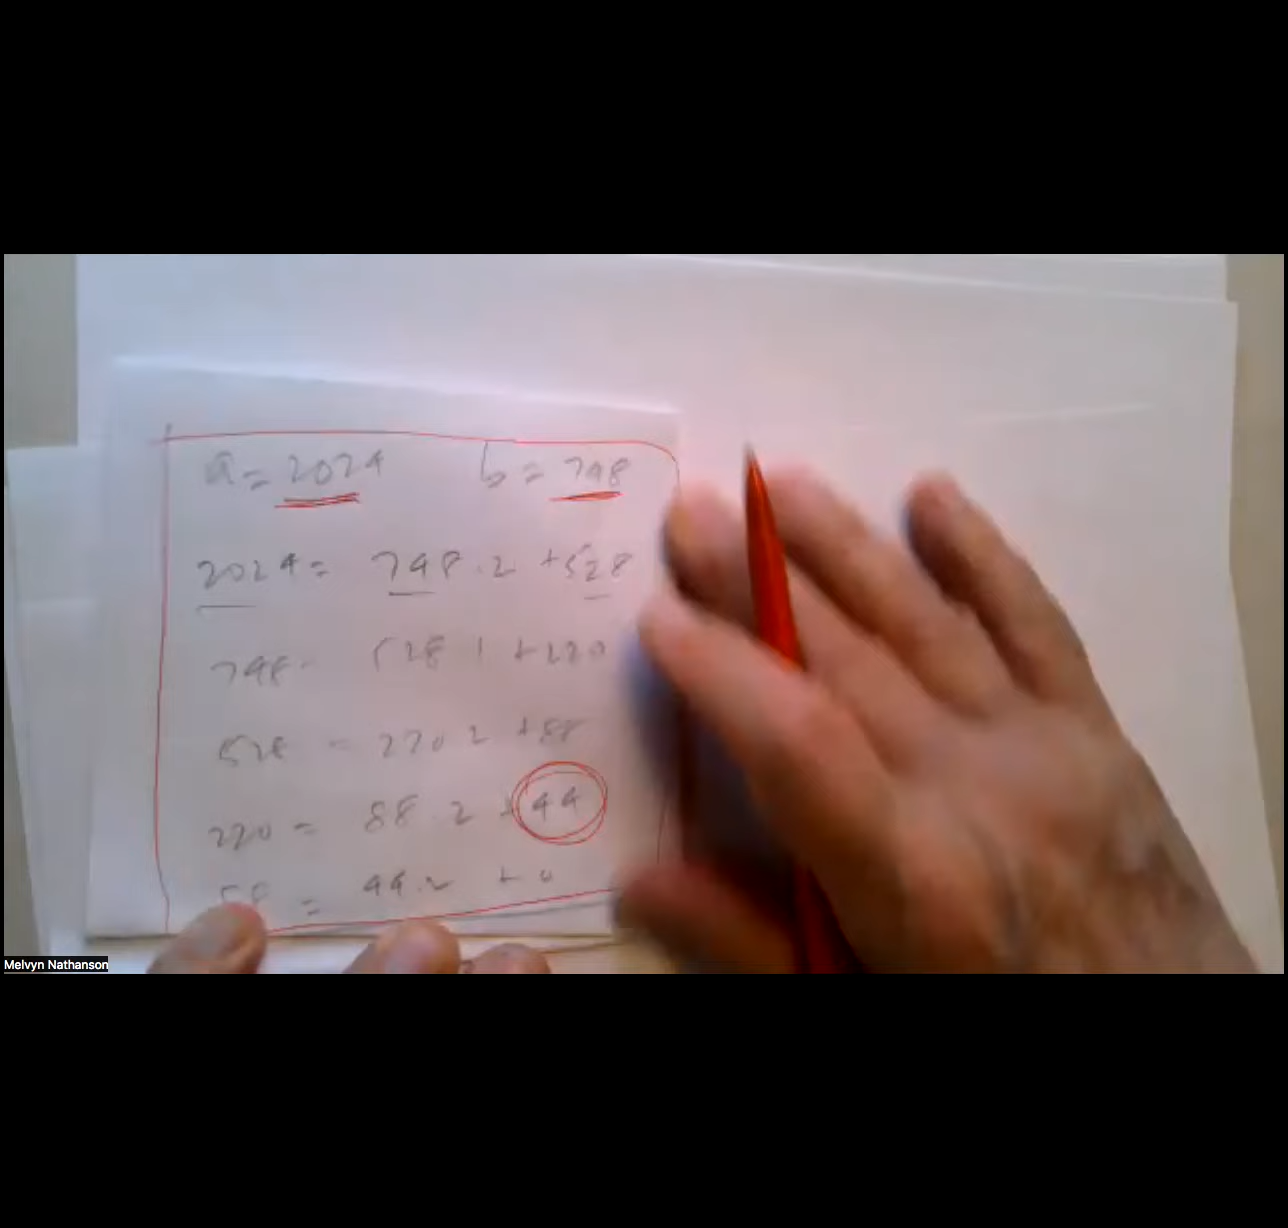 a = 2024 b = 748
2024 = 748 · 2 + 528
748 = 528 1 + 220
528 = 220 2 + 88
220 = 88 · 2 + 44
88 = 44 · 2 + 0
Melvyn Nathanson